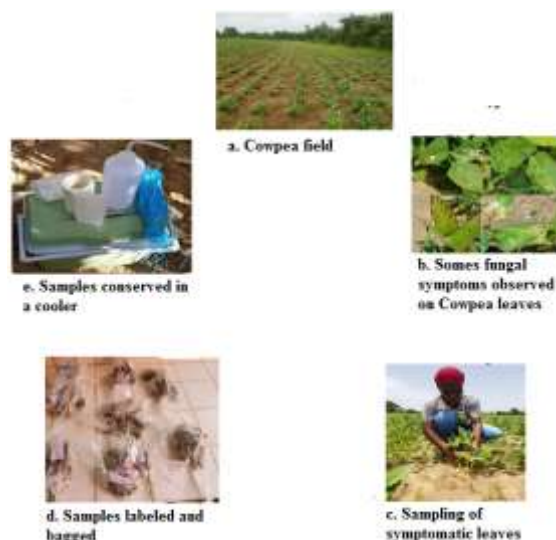 a. Cowpea field
b. Somes fungal
symptoms observed
on Cowpea leaves
c. Sampling of
symptomatic leaves
d. Samples labeled and
bagged
e. Samples conserved in
a cooler